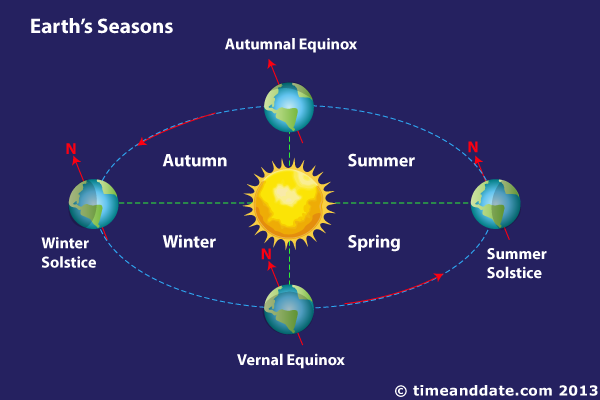 Earth's Seasons
Autumnal Equinox
N
N
Autumn
Summer
Winter
Solstice
Winter
Spring
N
Summer
Solstice
Vernal Equinox
© timeanddate.com 2013